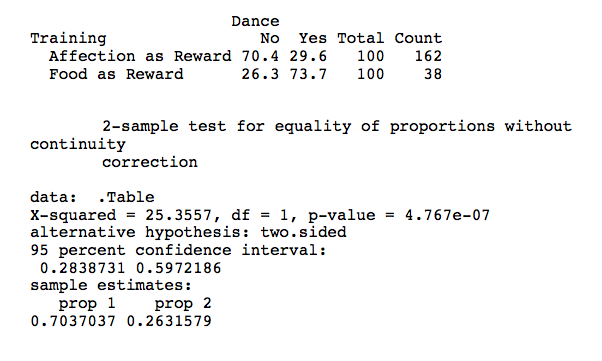 Dance
Training No Yes Total Count
Affection as Reward 70.4 29.6 100 162
Food as Reward 26.3 73.7 100 38
2-sample test for equality of proportions without
continuity
correction
data: .Table
X-squared = 25.3557, df = 1, p-value = 4.767e-07
alternative hypothesis: two.sided
95 percent confidence interval:
0.2838731 0.5972186
sample estimates:
prop 1 prop 2
0.7037037 0.2631579